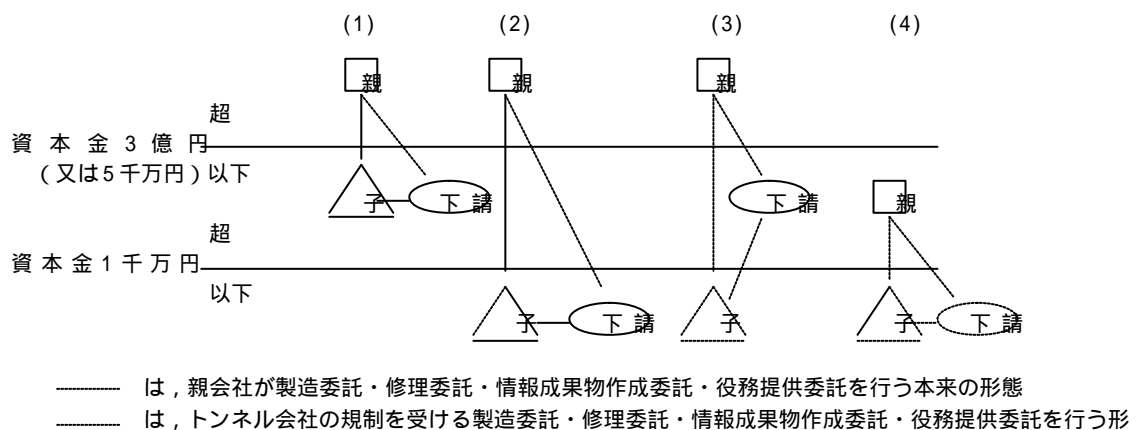 (1) (2) (3) (4)
親 親 親
超
資本金3億円
(又は5千万円)以下
子 下請 下請 親
超
資本金1千万円
以下
子 下請 子 子 下請
は,親会社が製造委託・修理委託・情報成果物作成委託・役務提供委託を行う本来の形態
は,トンネル会社の規制を受ける製造委託・修理委託・情報成果物作成委託・役務提供委託を行う形